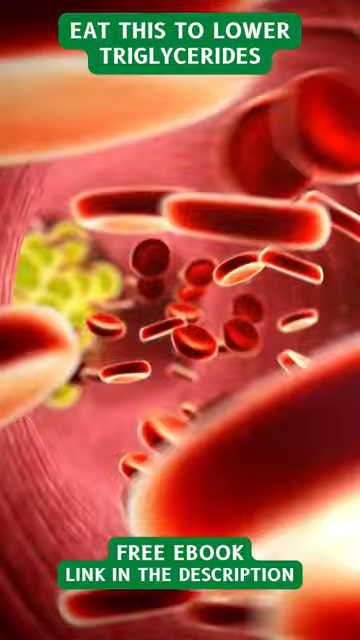 EAT THIS TO LOWER
TRIGLYCERIDES
FREE EBOOK
LINK IN THE DESCRIPTION